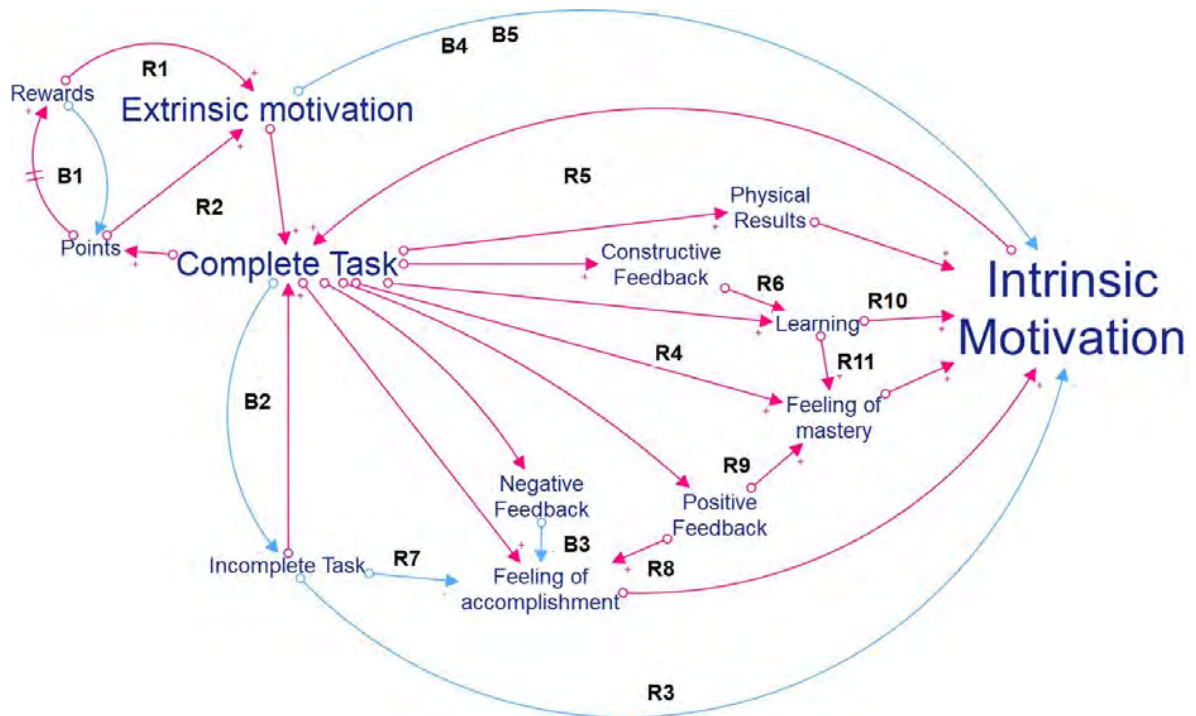 B4 B5
R1
Rewards
Extrinsic motivation
B1
R5
Physical
Results
R2
Points
Complete Task
Constructive
Feedback
R6
Intrinsic
Motivation
Learning
R10
R4
R11
B2
Feeling of
mastery
R9
Negative
Feedback
Positive
Feedback
B3
Incomplete Task
R7
R8
Feeling of
accomplishment
R3